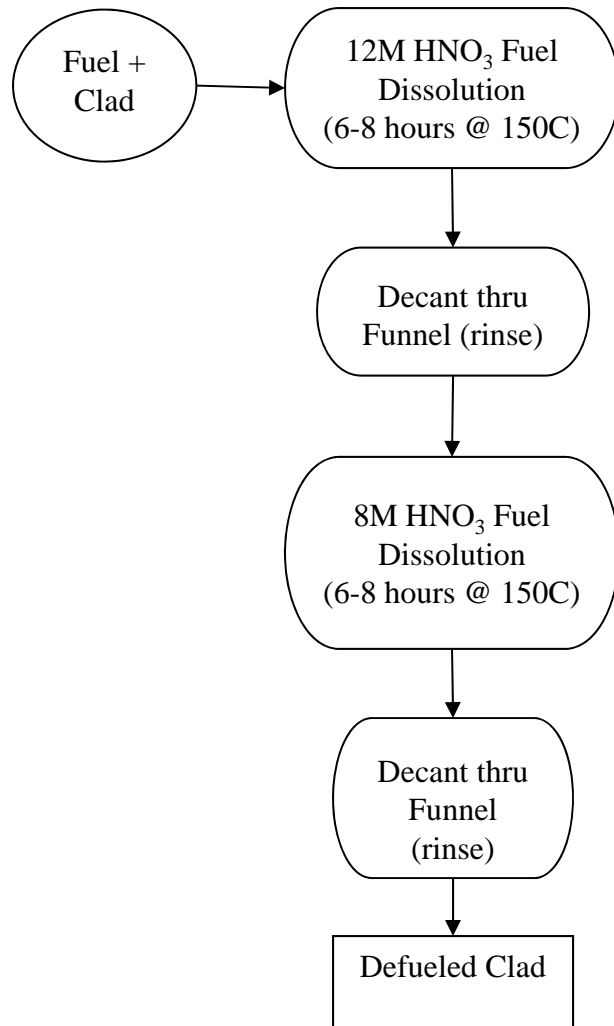 Fuel +
Clad
12M HNO₃ Fuel
Dissolution
(6-8 hours @ 150C)
Decant thru
Funnel (rinse)
8M HNO₃ Fuel
Dissolution
(6-8 hours @ 150C)
Decant thru
Funnel
(rinse)
Defueled Clad